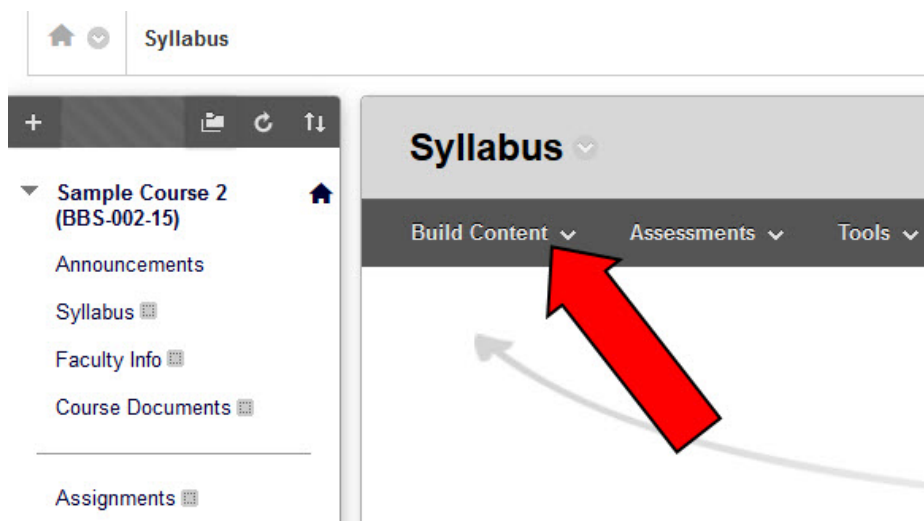 Syllabus
Sample Course 2
(BBS-002-15)
Announcements
Syllabus
Faculty Info
Course Documents
Assignments
Syllabus
Build Content Assessments Tools